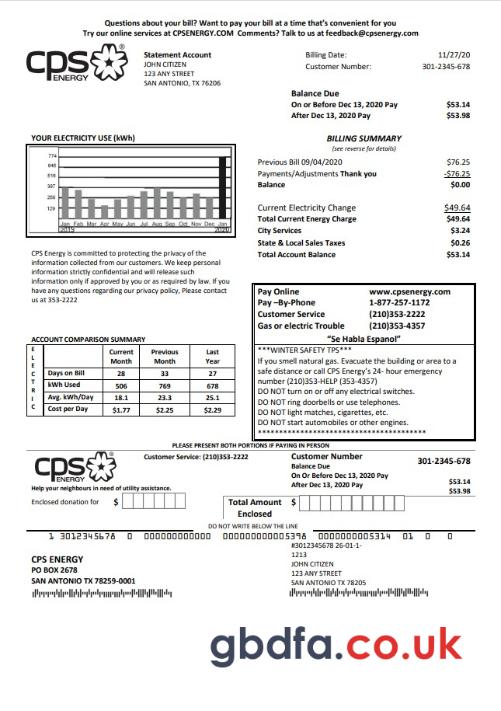 Questions about your bill? Want to pay your bill at a time that's convenient for you
Try our online services at CPSENERGY.COM Comments? Talk to us at feedback@cpsenergy.com
cps ENERGY
Statement Account
JOHN CITIZEN
123 ANY STREET
SAN ANTONIO, TX 76206
Billing Date: 11/27/20
Customer Number: 301-2345-678
Balance Due
On or Before Dec 13, 2020 Pay $53.14
After Dec 13, 2020 Pay $53.98
YOUR ELECTRICITY USE (kWh)
774
645
516
387
258
129
Jan Feb Mar Apr May Jun Jul Aug Sep Oct Nov Dec Jan
2019 2020
BILLING SUMMARY
(see reverse for details)
Previous Bill 09/04/2020 $76.25
Payments/Adjustments Thank you -$76.25
Balance $0.00
Current Electricity Change $49.64
Total Current Energy Charge $49.64
City Services $3.24
State & Local Sales Taxes $0.26
Total Account Balance $53.14
CPS Energy is committed to protecting the privacy of the
information collected from our customers. We keep personal
information strictly confidential and will release such
information only if approved by you or as required by law. If you
have any questions regarding our privacy policy, Please contact
us at 353-2222
Pay Online www.cpsenergy.com
Pay –By-Phone 1-877-257-1172
Customer Service (210)353-2222
Gas or electric Trouble (210)353-4357
"Se Habla Espanol"
***WINTER SAFETY TPS***
If you smell natural gas. Evacuate the building or area to a
safe distance or call CPS Energy's 24- hour emergency
number (210)353-HELP (353-4357)
DO NOT turn on or off any electrical switches.
DO NOT ring doorbells or use telephones.
DO NOT light matches, cigarettes, etc.
DO NOT start automobiles or other engines.
****************************************
ACCOUNT COMPARISON SUMMARY
ELECTRIC
Current Month Previous Month Last Year
Days on Bill 28 33 27
kWh Used 506 769 678
Avg. kWh/Day 18.1 23.3 25.1
Cost per Day $1.77 $2.25 $2.29
PLEASE PRESENT BOTH PORTIONS IF PAYING IN PERSON
cps ENERGY
Customer Service: (210)353-2222
Customer Number 301-2345-678
Balance Due
On Or Before Dec 13, 2020 Pay $53.14
After Dec 13, 2020 Pay $53.98
Help your neighbours in need of utility assistance.
Enclosed donation for $
Total Amount Enclosed $
DO NOT WRITE BELOW THE LINE
1 3012345678 0 000000000000 0000000000005398 0000000005314 01 0 0
#3012345678 26-01-1-
1213
JOHN CITIZEN
123 ANY STREET
SAN ANTONIO TX 78205
CPS ENERGY
PO BOX 2678
SAN ANTONIO TX 78259-0001
gbdfa.co.uk